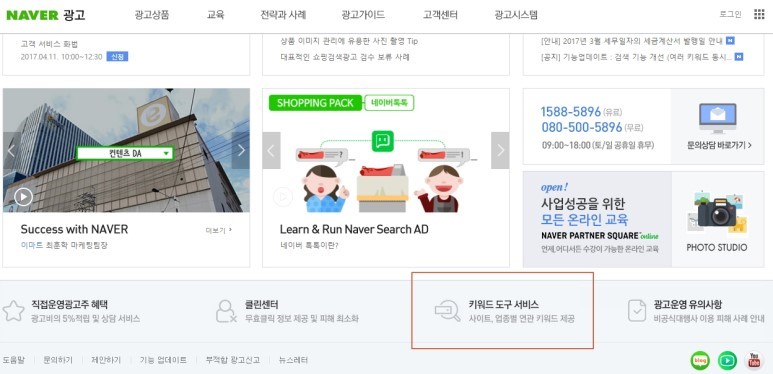 NAVER 광고
광고상품
교육
전략과 사례
광고가이드
고객센터
광고시스템
로그인
고객 서비스 화법
2017.04.11. 10:00~12:30 신청
상품 이미지 관리에 유용한 사진 촬영 Tip
대표적인 쇼핑검색광고 검수 보류 사례
[안내] 2017년 3월 세무일자의 세금계산서 발행일 안내
[공지] 기능업데이트 : 검색 기능 개선 (여러 키워드 동시...
컨텐츠 DA
Success with NAVER
더보기
이마트 최훈학 마케팅팀장
SHOPPING PACK
네이버톡톡
Learn & Run Naver Search AD
네이버 톡톡이란?
1588-5896 (유료)
080-500-5896 (무료)
09:00~18:00 (토/일 공휴일 휴무)
문의상담 바로가기 >
open!
사업성공을 위한
모든 온라인 교육
NAVER PARTNER SQUARE online
언제, 어디서든 수강이 가능한 온라인 교육
PHOTO STUDIO
직접운영광고주 혜택
광고비의 5%적립 및 상담 서비스
클린센터
무효클릭 정보 제공 및 피해 최소화
키워드 도구 서비스
사이트, 업종별 연관 키워드 제공
광고운영 유의사항
비공식대행사 이용 피해 사례 안내
도움말
문의하기
제안하기
기능 업데이트
부적합 광고신고
뉴스레터
blog
You Tube